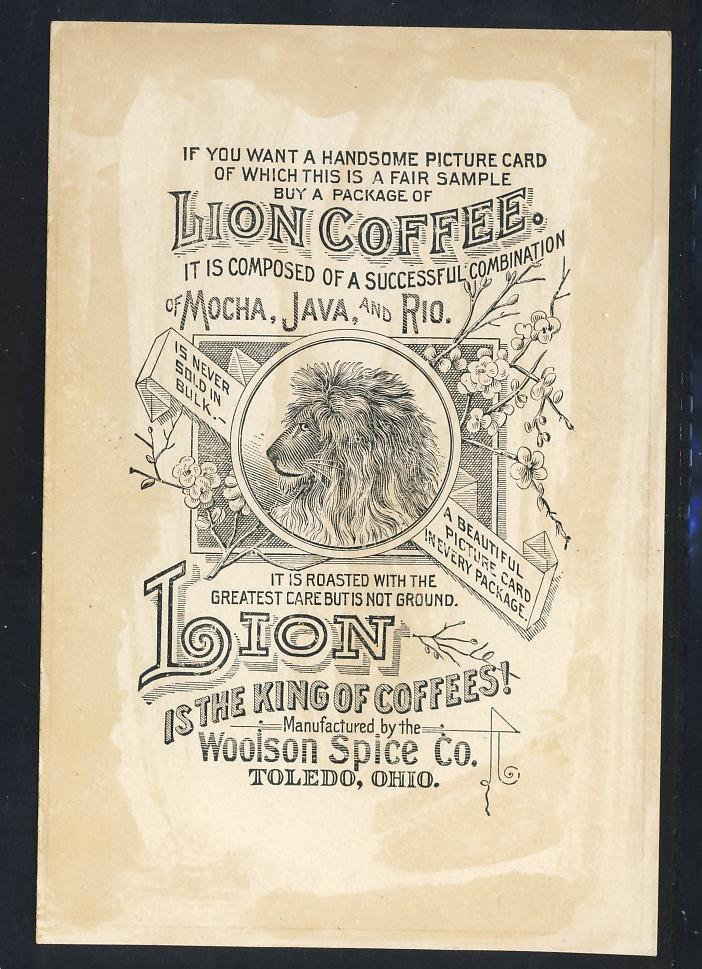 IF YOU WANT A HANDSOME PICTURE CARD
OF WHICH THIS IS A FAIR SAMPLE
BUY A PACKAGE OF
LION COFFEE.
IT IS COMPOSED OF A SUCCESSFUL COMBINATION
OF MOCHA, JAVA, AND RIO.
IS NEVER
SOLD IN
BULK.-
A BEAUTIFUL
PICTURE CARD
IN EVERY PACKAGE.
IT IS ROASTED WITH THE
GREATEST CARE BUT IS NOT GROUND.
LION
IS THE KING OF COFFEES!
Manufactured by the
Woolson Spice Co.
TOLEDO, OHIO.